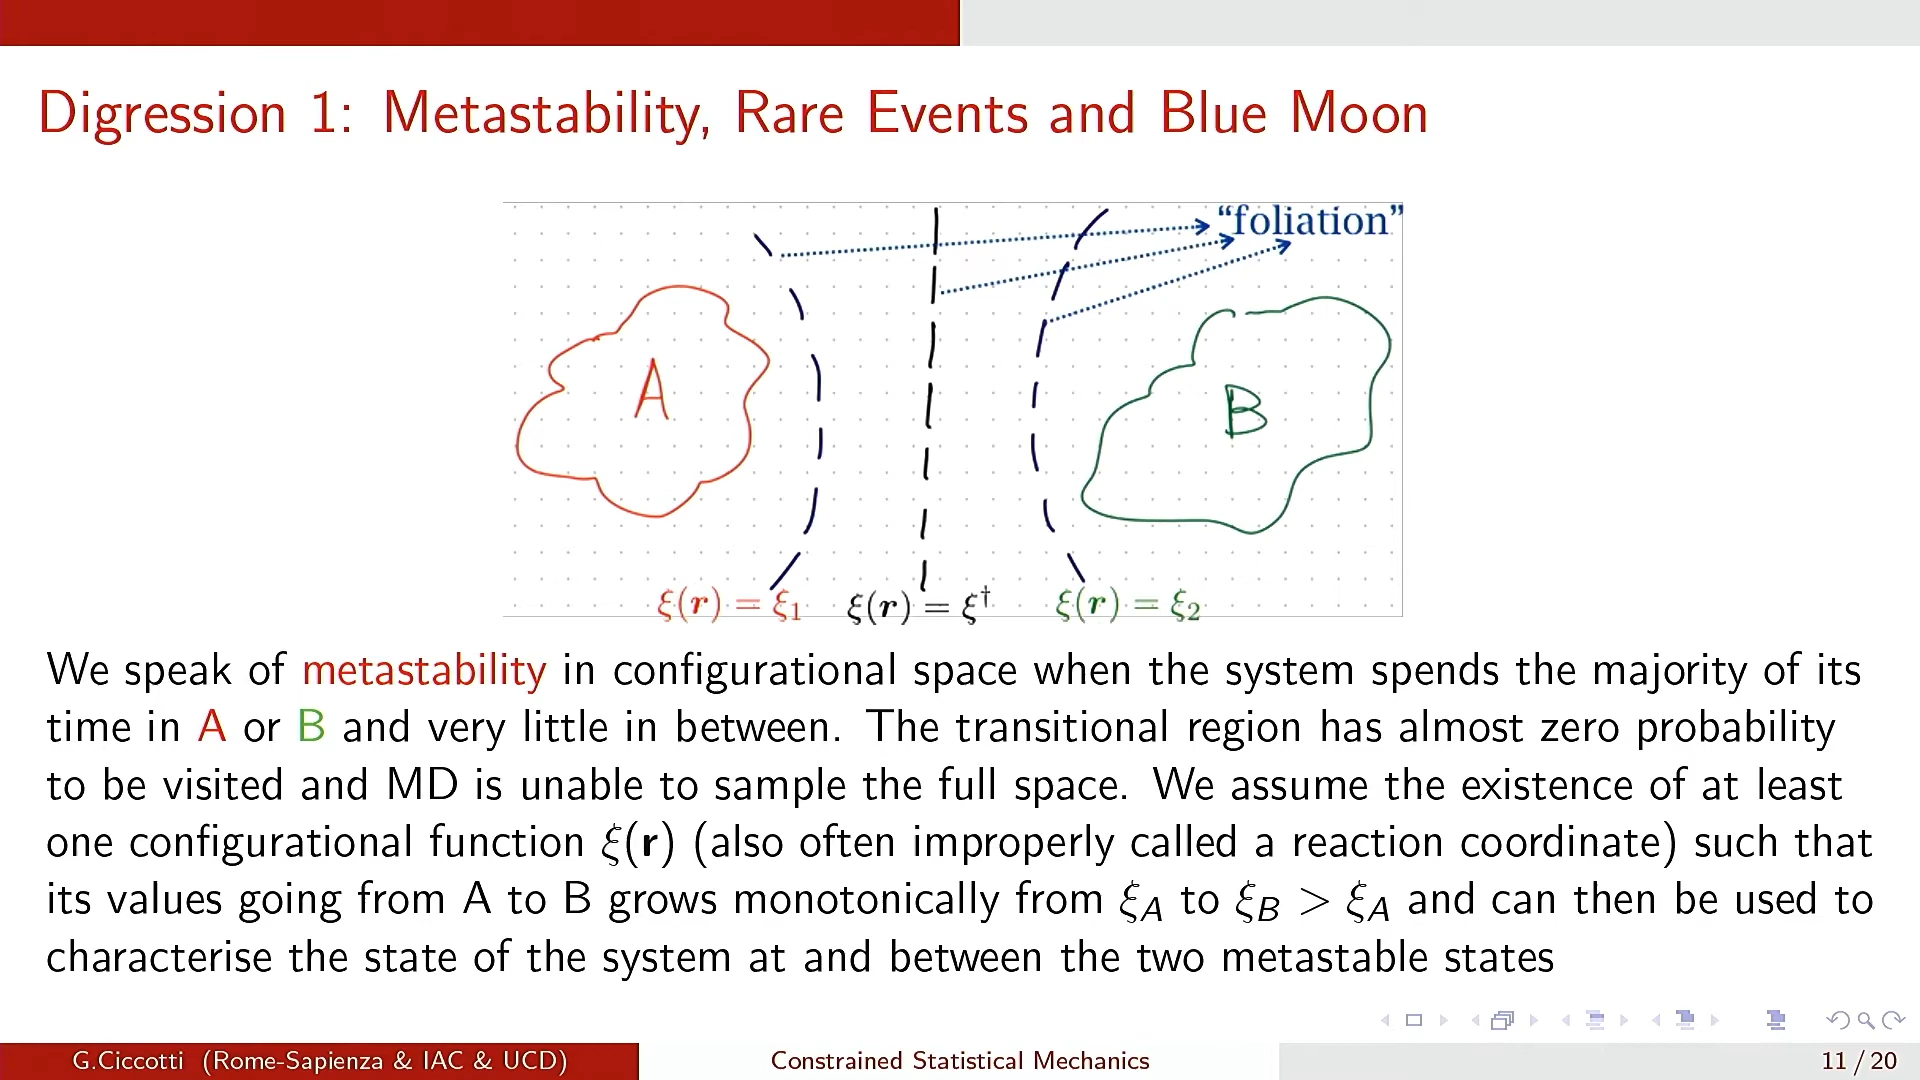 Digression 1: Metastability, Rare Events and Blue Moon
“foliation”
A
B
ξ(r) = ξ₁ ξ(r) = ξ† ξ(r) = ξ₂
We speak of metastability in configurational space when the system spends the majority of its
time in A or B and very little in between. The transitional region has almost zero probability
to be visited and MD is unable to sample the full space. We assume the existence of at least
one configurational function ξ(r) (also often improperly called a reaction coordinate) such that
its values going from A to B grows monotonically from ξ_A to ξ_B > ξ_A and can then be used to
characterise the state of the system at and between the two metastable states
G.Ciccotti (Rome-Sapienza & IAC & UCD) Constrained Statistical Mechanics 11 / 20